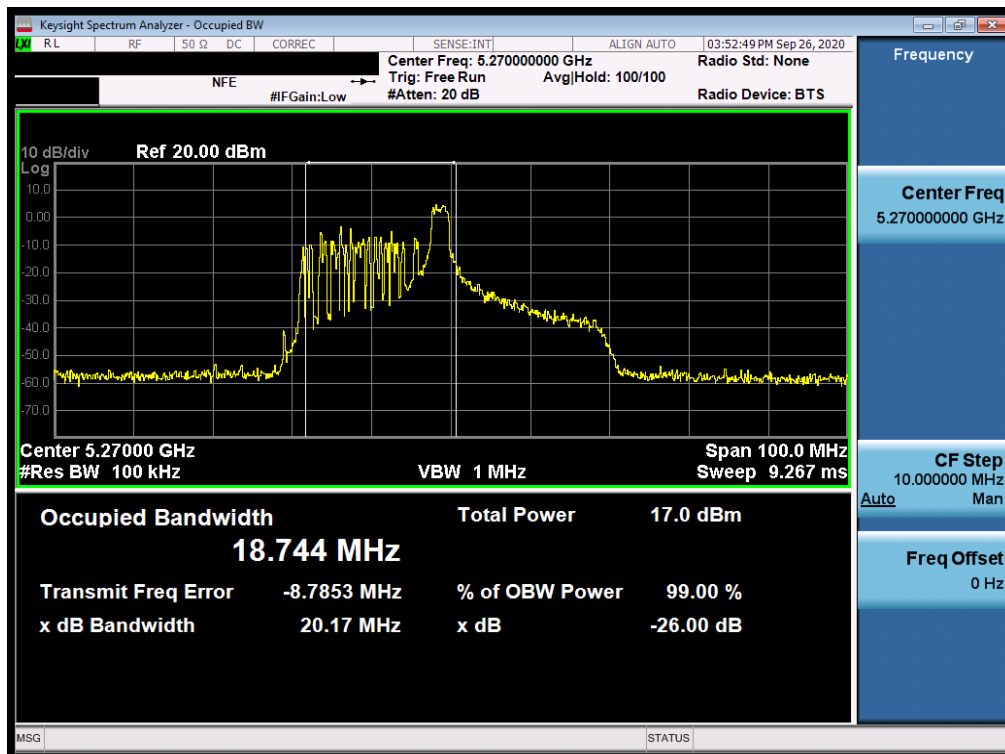 Keysight Spectrum Analyzer - Occupied BW
LXI RL RF 50 Ω DC CORREC SENSE:INT ALIGN AUTO 03:52:49 PM Sep 26, 2020
Center Freq: 5.270000000 GHz Radio Std: None
NFE Trig: Free Run Avg|Hold: 100/100
#IFGain:Low #Atten: 20 dB Radio Device: BTS
10 dB/div Ref 20.00 dBm
Log
10.0
0.00
-10.0
-20.0
-30.0
-40.0
-50.0
-60.0
-70.0
Center 5.27000 GHz Span 100.0 MHz
#Res BW 100 kHz VBW 1 MHz Sweep 9.267 ms
Occupied Bandwidth Total Power 17.0 dBm
18.744 MHz
Transmit Freq Error -8.7853 MHz % of OBW Power 99.00 %
x dB Bandwidth 20.17 MHz x dB -26.00 dB
MSG STATUS
Frequency
Center Freq
5.270000000 GHz
CF Step
10.000000 MHz
Auto Man
Freq Offset
0 Hz